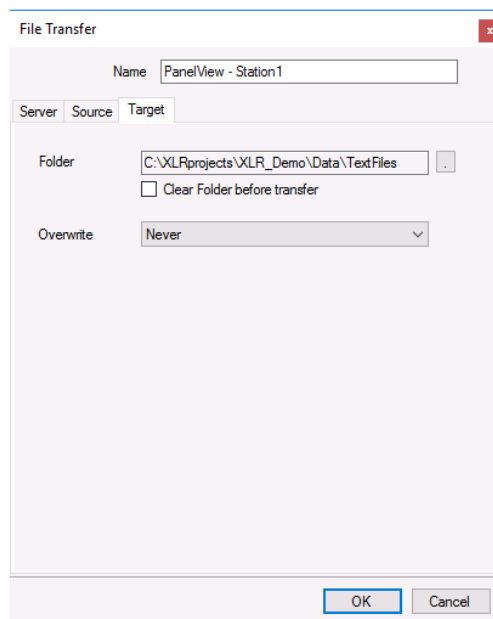 File Transfer x
Name PanelView - Station1
Server Source Target
Folder C:\XLRprojects\XLR_Demo\Data\TextFiles .
Clear Folder before transfer
Overwrite Never
OK Cancel